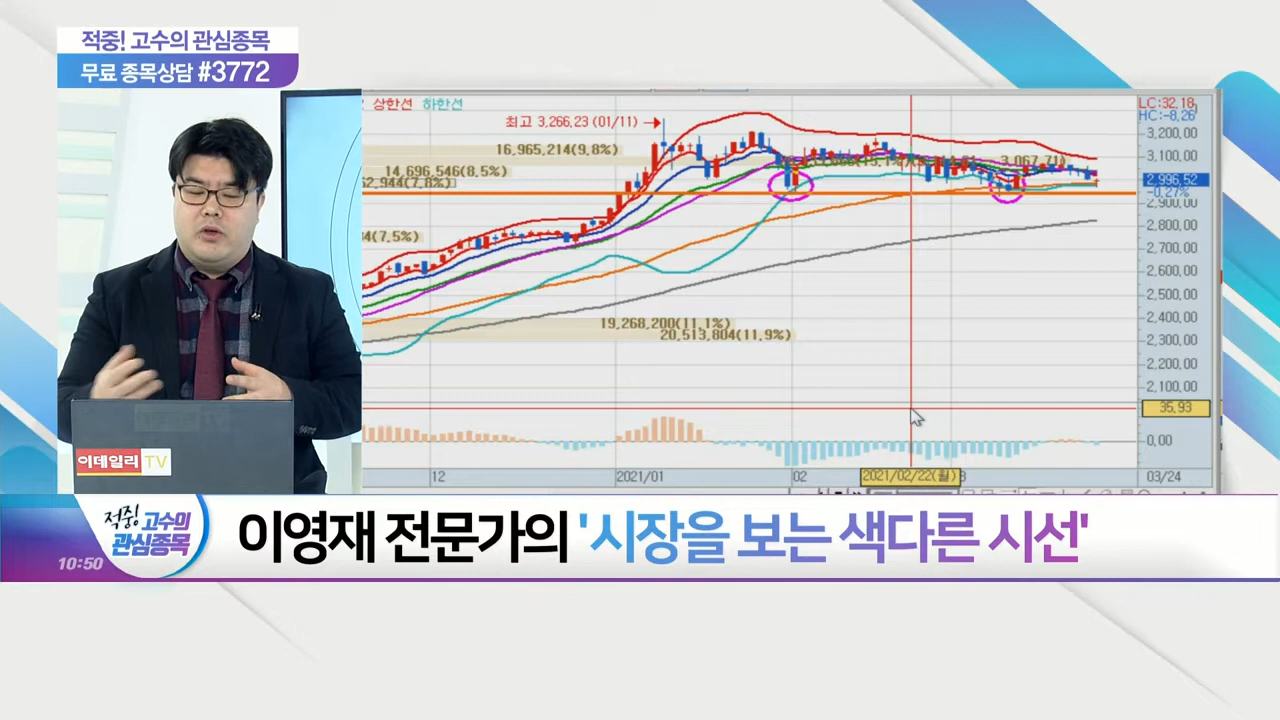 적중! 고수의 관심종목
무료 종목상담 #3772
상한선 하한선
최고 3,266,23 (01/11) →
16,965,214(9,8%)
14,696,546(8,5%)
52,944(7,8%)
4(7,5%)
3,067,71
19,268,200(11,1%)
20,513,804(11,9%)
LC:32,18
HC:-8,26
3,200,00
3,100,00
2,996,52
-0,27%
2,900,00
2,800,00
2,700,00
2,600,00
2,500,00
2,400,00
2,300,00
2,200,00
2,100,00
35,93
0,00
12
2021/01
02
2021/02/22(월)
03/24
이데일리 TV
적중! 고수의
관심종목
10:50
이영재 전문가의 '시장을 보는 색다른 시선'